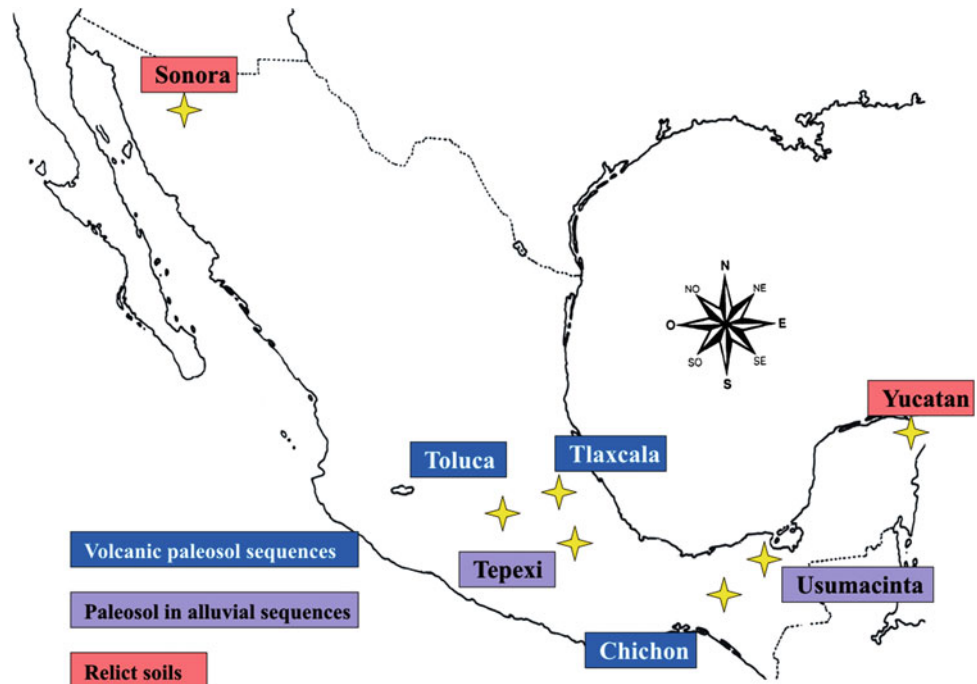 Sonora
N
NO
NE
O
E
SO
SE
S
Yucatan
Toluca
Tlaxcala
Volcanic paleosol sequences
Tepexi
Usumacinta
Paleosol in alluvial sequences
Chichon
Relict soils